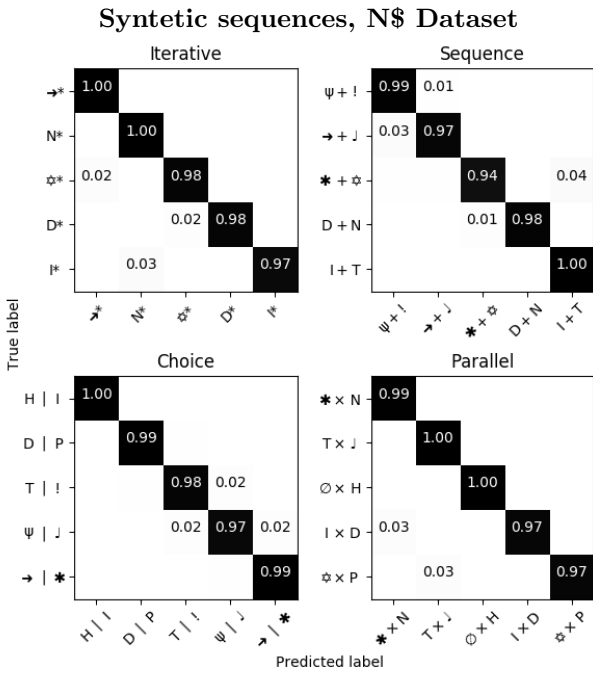 Syntetic sequences, N$ Dataset
Iterative
Sequence
➔*
N*
✡*
D*
I*
1.00
1.00
0.02 0.98
0.02 0.98
0.03 0.97
➔* N* ✡* D* I*
ψ + !
➔ + ♩
✱ + ✡
D + N
I + T
0.99 0.01
0.03 0.97
0.94 0.04
0.01 0.98
1.00
ψ + ! ➔ + ♩ ✱ + ✡ D + N I + T
True label
Choice
Parallel
H | I
D | P
T | !
ψ | ♩
➔ | ✱
1.00
0.99
0.98 0.02
0.02 0.97 0.02
0.99
H | I D | P T | ! ψ | ♩ ➔ | ✱
✱ × N
T × ♩
∅ × H
I × D
✡ × P
0.99
1.00
1.00
0.03 0.97
0.03 0.97
✱ × N T × ♩ ∅ × H I × D ✡ × P
Predicted label